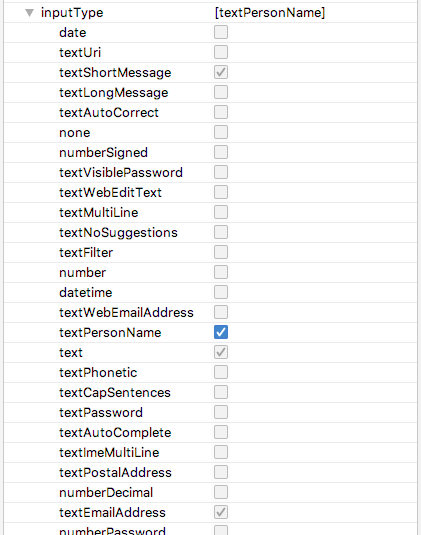 inputType [textPersonName]
date
textUri
textShortMessage
textLongMessage
textAutoCorrect
none
numberSigned
textVisiblePassword
textWebEditText
textMultiLine
textNoSuggestions
textFilter
number
datetime
textWebEmailAddress
textPersonName
text
textPhonetic
textCapSentences
textPassword
textAutoComplete
textImeMultiLine
textPostalAddress
numberDecimal
textEmailAddress
numberPassword